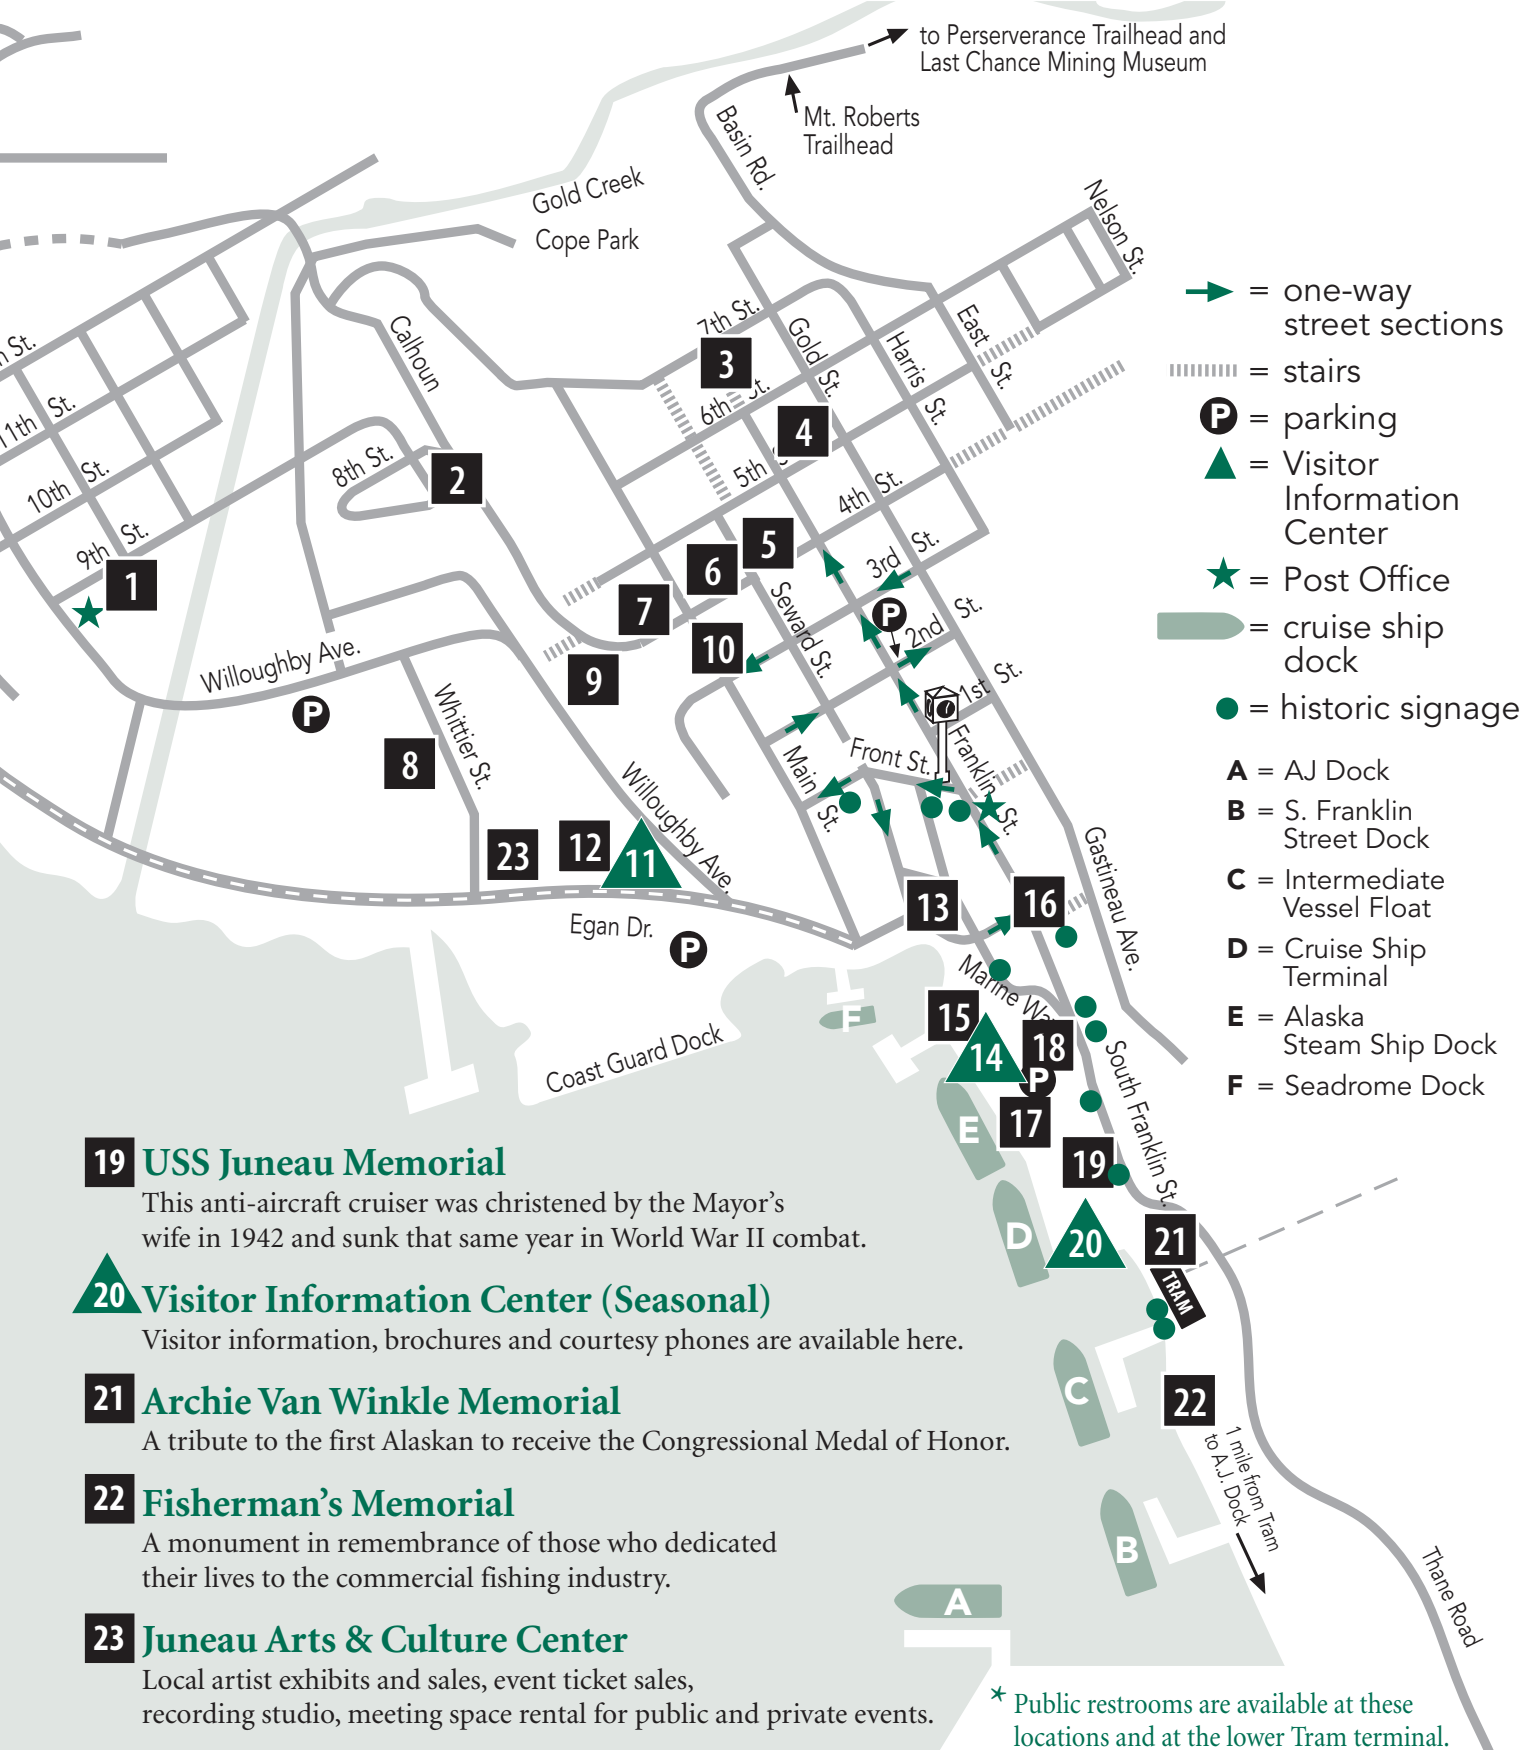 to Perserverance Trailhead and
Last Chance Mining Museum
Mt. Roberts
Trailhead
Basin Rd.
Gold Creek
Cope Park
Nelson St.
7th St.
Gold St.
Harris St.
East St.
Calhoun
3
6th St.
4
5th
4th St.
3rd St.
2nd St.
1st St.
St.
11th St.
10th St.
9th St.
8th St.
1
2
5
6
7
9
10
P
Seward St.
Willoughby Ave.
P
8
Whittier St.
Main St.
Front St.
Franklin St.
Willoughby Ave.
23
12
11
13
16
Gastineau Ave.
Egan Dr.
P
Marine Way
Coast Guard Dock
F
15
14
18
P
17
E
19
South Franklin St.
D
20
21
TRAM
C
22
1 mile from Tram
to A.J. Dock
B
A
Thane Road
= one-way
street sections
= stairs
P = parking
= Visitor
Information
Center
= Post Office
= cruise ship
dock
= historic signage
A = AJ Dock
B = S. Franklin
Street Dock
C = Intermediate
Vessel Float
D = Cruise Ship
Terminal
E = Alaska
Steam Ship Dock
F = Seadrome Dock
19 USS Juneau Memorial
This anti-aircraft cruiser was christened by the Mayor’s
wife in 1942 and sunk that same year in World War II combat.
20 Visitor Information Center (Seasonal)
Visitor information, brochures and courtesy phones are available here.
21 Archie Van Winkle Memorial
A tribute to the first Alaskan to receive the Congressional Medal of Honor.
22 Fisherman’s Memorial
A monument in remembrance of those who dedicated
their lives to the commercial fishing industry.
23 Juneau Arts & Culture Center
Local artist exhibits and sales, event ticket sales,
recording studio, meeting space rental for public and private events.
* Public restrooms are available at these
locations and at the lower Tram terminal.